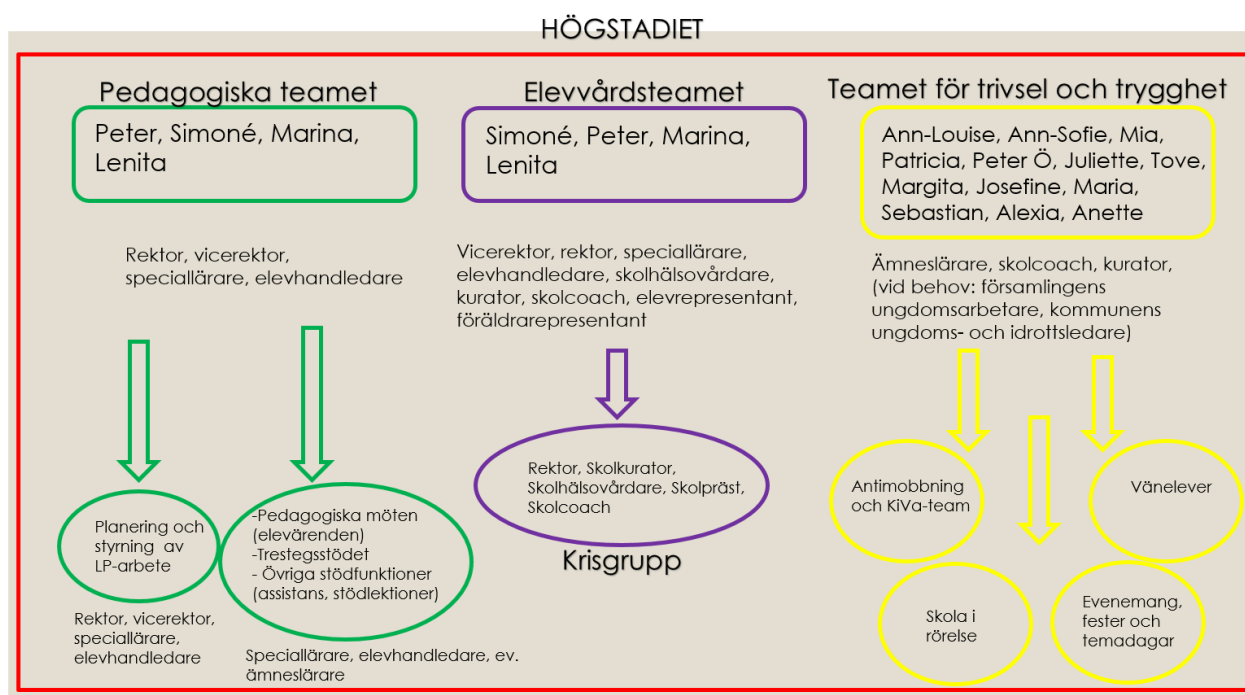 HÖGSTADIET
Pedagogiska teamet
Peter, Simoné, Marina,
Lenita
Rektor, vicerektor,
speciallärare, elevhandledare
Planering och
styrning av
LP-arbete
Rektor, vicerektor,
speciallärare,
elevhandledare
-Pedagogiska möten
(elevärenden)
-Trestegsstödet
- Övriga stödfunktioner
(assistans, stödlektioner)
Speciallärare, elevhandledare, ev.
ämneslärare
Elevvårdsteamet
Simoné, Peter, Marina,
Lenita
Vicerektor, rektor, speciallärare,
elevhandledare, skolhälsovårdare,
kurator, skolcoach, elevrepresentant,
föräldrarepresentant
Rektor, Skolkurator,
Skolhälsovårdare, Skolpräst,
Skolcoach
Krisgrupp
Teamet för trivsel och trygghet
Ann-Louise, Ann-Sofie, Mia,
Patricia, Peter Ö, Juliette, Tove,
Margita, Josefine, Maria,
Sebastian, Alexia, Anette
Ämneslärare, skolcoach, kurator,
(vid behov: församlingens
ungdomsarbetare, kommunens
ungdoms- och idrottsledare)
Antimobbning
och KiVa-team
Vänelever
Skola i
rörelse
Evenemang,
fester och
temadagar